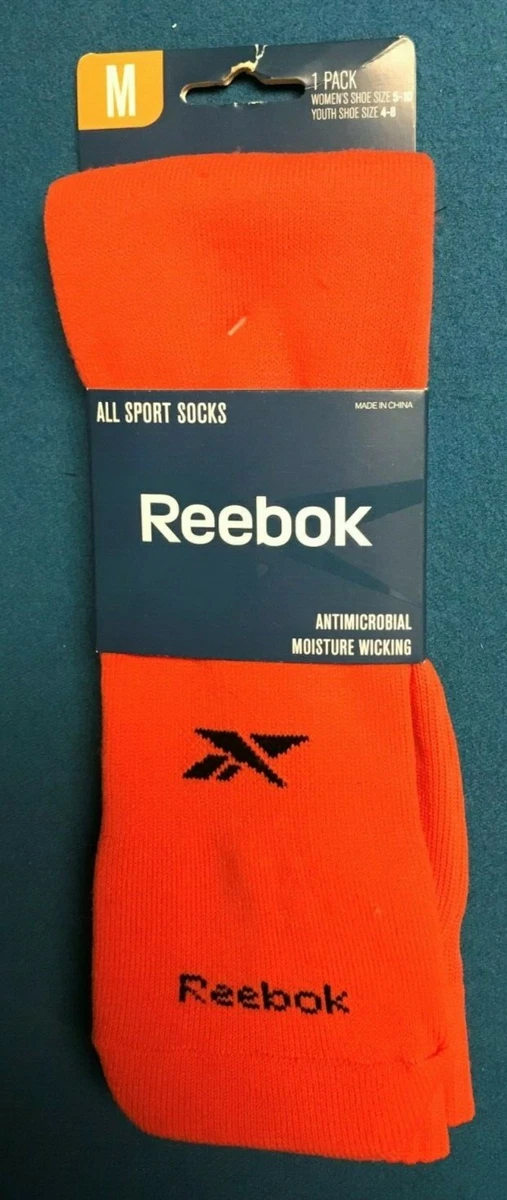 M
1 PACK
WOMEN'S SHOE SIZE 5-10
YOUTH SHOE SIZE 4-8
ALL SPORT SOCKS
MADE IN CHINA
Reebok
ANTIMICROBIAL
MOISTURE WICKING
Reebok